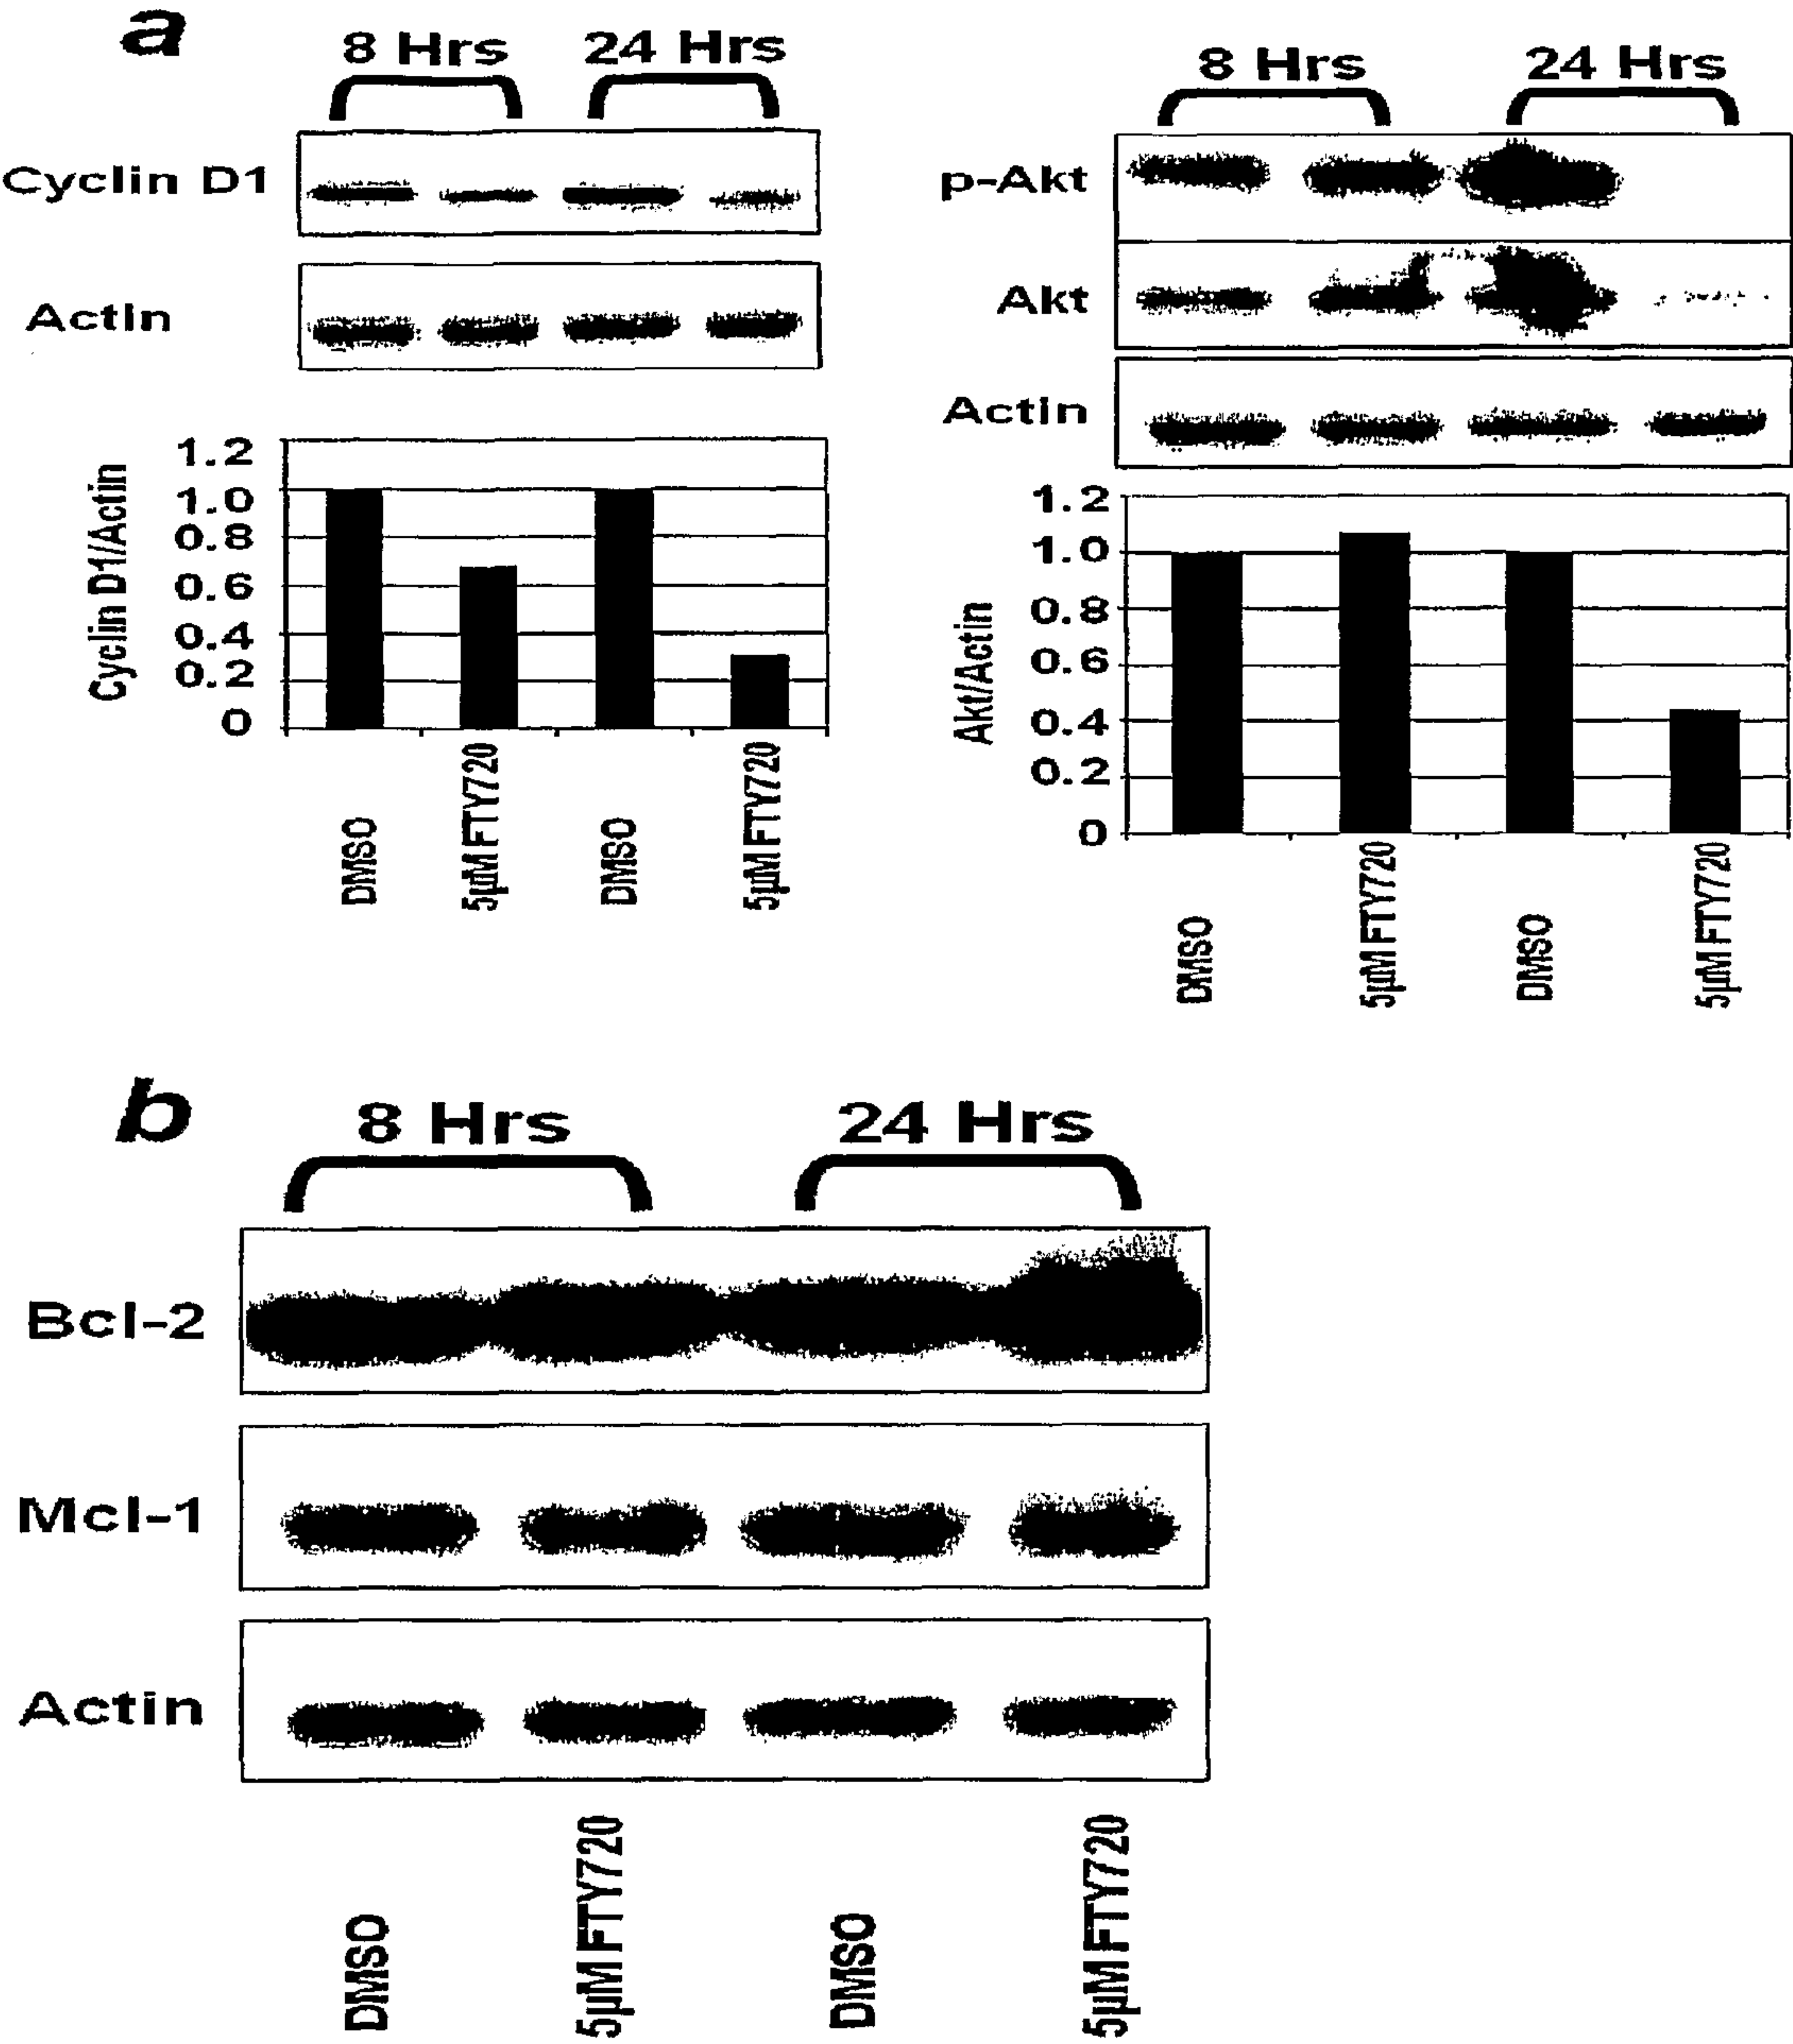 a
8 Hrs 24 Hrs
Cyclin D1
Actin
Cyclin D1/Actin
1.2
1.0
0.8
0.6
0.4
0.2
0
DMSO
5µM FTY720
DMSO
5µM FTY720
8 Hrs 24 Hrs
p-Akt
Akt
Actin
Akt/Actin
1.2
1.0
0.8
0.6
0.4
0.2
0
DMSO
5µM FTY720
DMSO
5µM FTY720
b
8 Hrs 24 Hrs
Bcl-2
Mcl-1
Actin
DMSO
5µM FTY720
DMSO
5µM FTY720